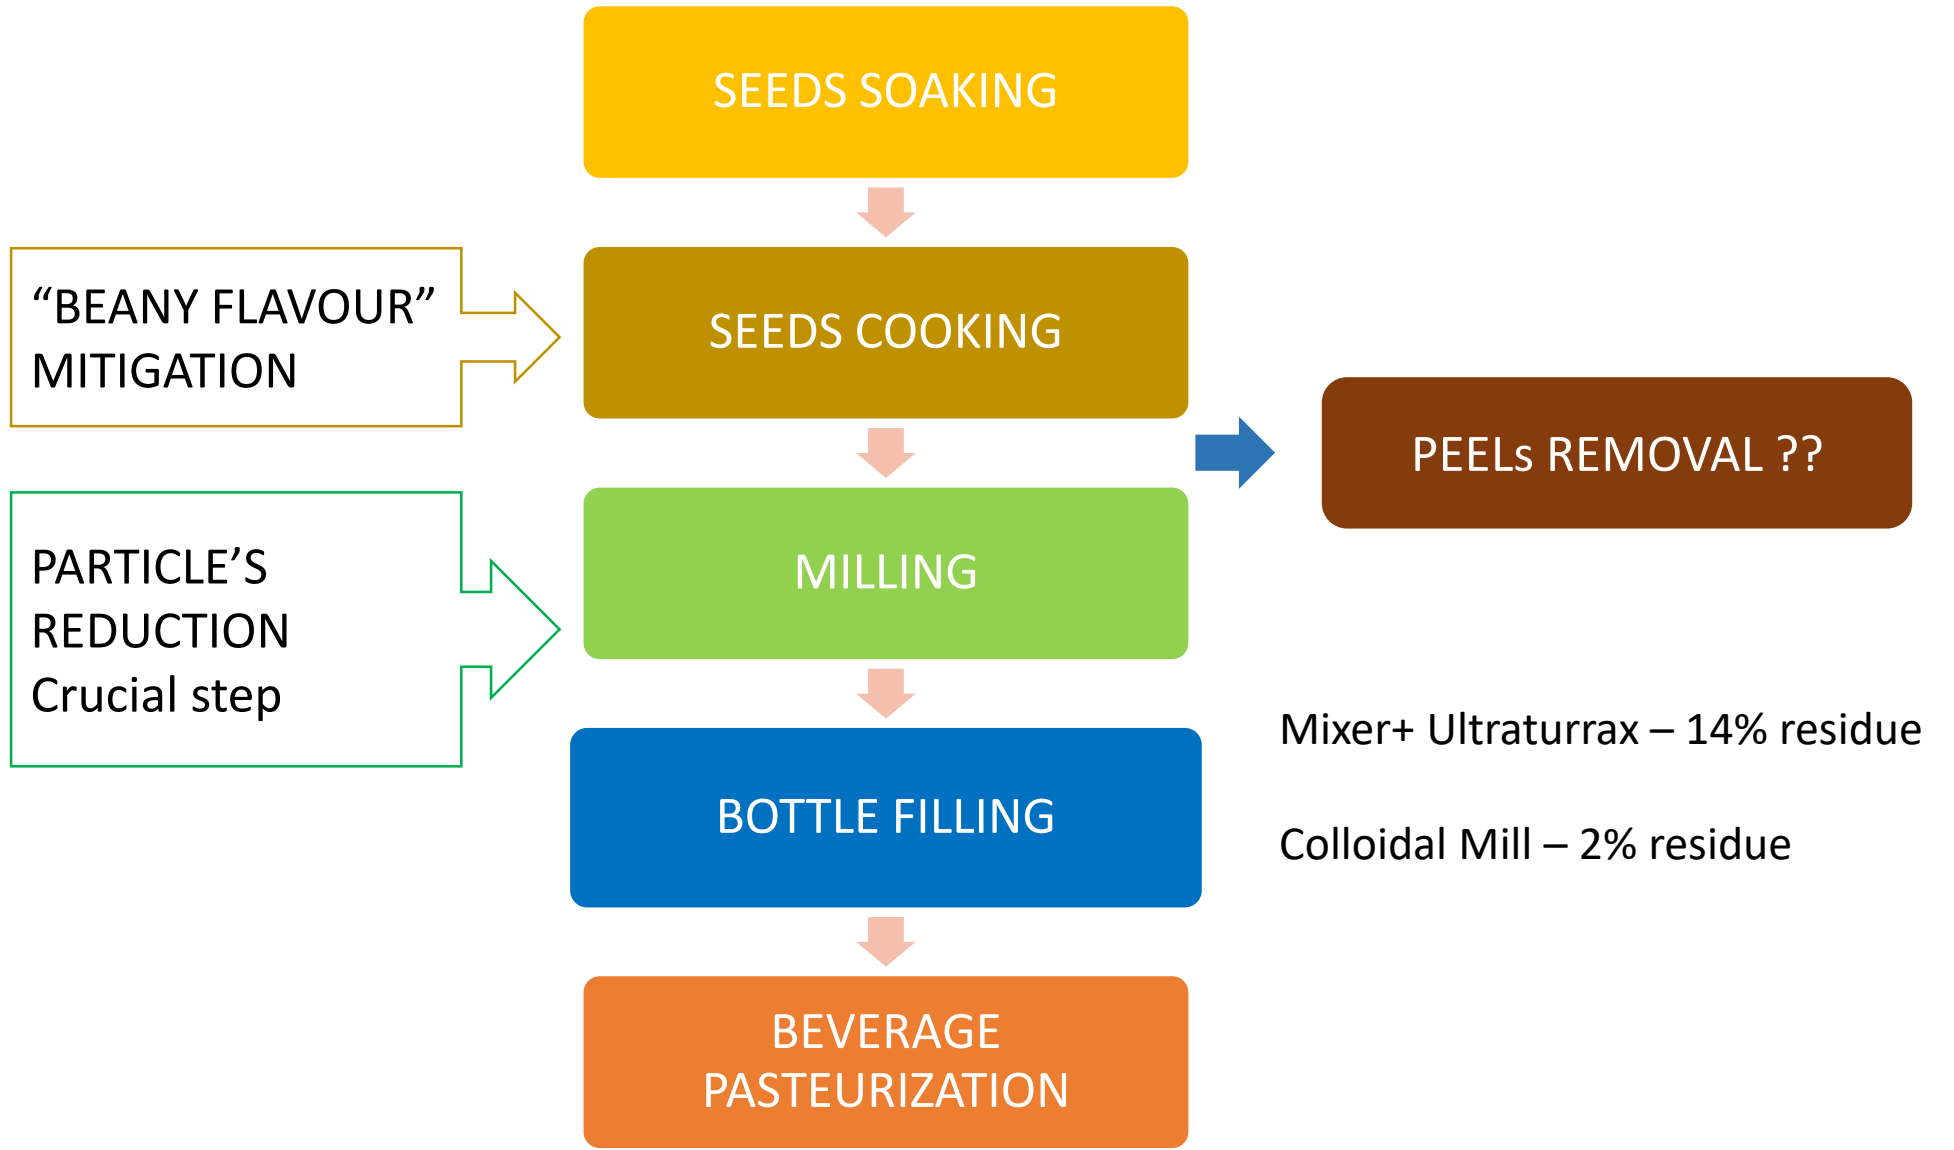 SEEDS SOAKING
“BEANY FLAVOUR”
MITIGATION
SEEDS COOKING
PEELs REMOVAL ??
PARTICLE’S
REDUCTION
Crucial step
MILLING
Mixer+ Ultraturrax – 14% residue
Colloidal Mill – 2% residue
BOTTLE FILLING
BEVERAGE
PASTEURIZATION